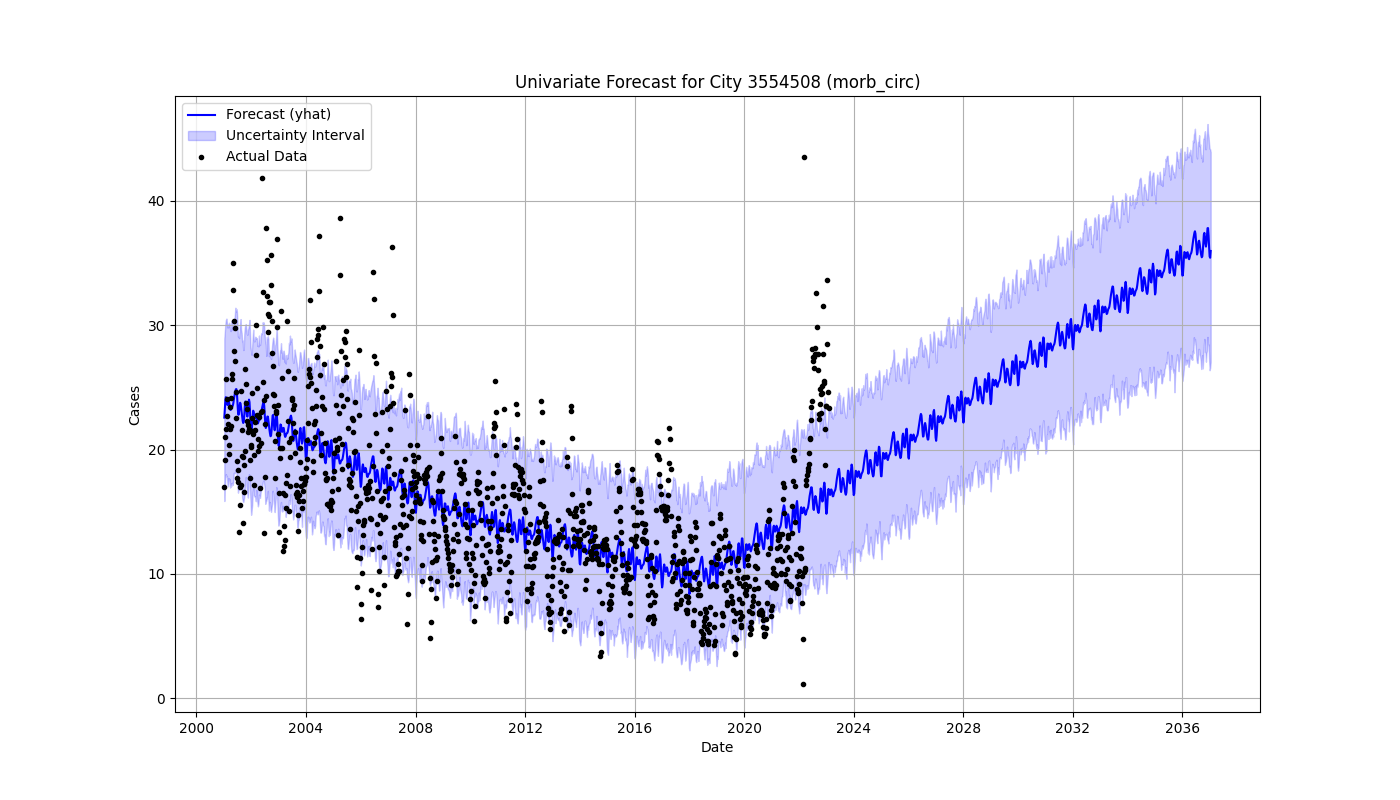 Univariate Forecast for City 3554508 (morb_circ)
Forecast (yhat)
Uncertainty Interval
Actual Data
Cases
40
30
20
10
0
2000 2004 2008 2012 2016 2020 2024 2028 2032 2036
Date